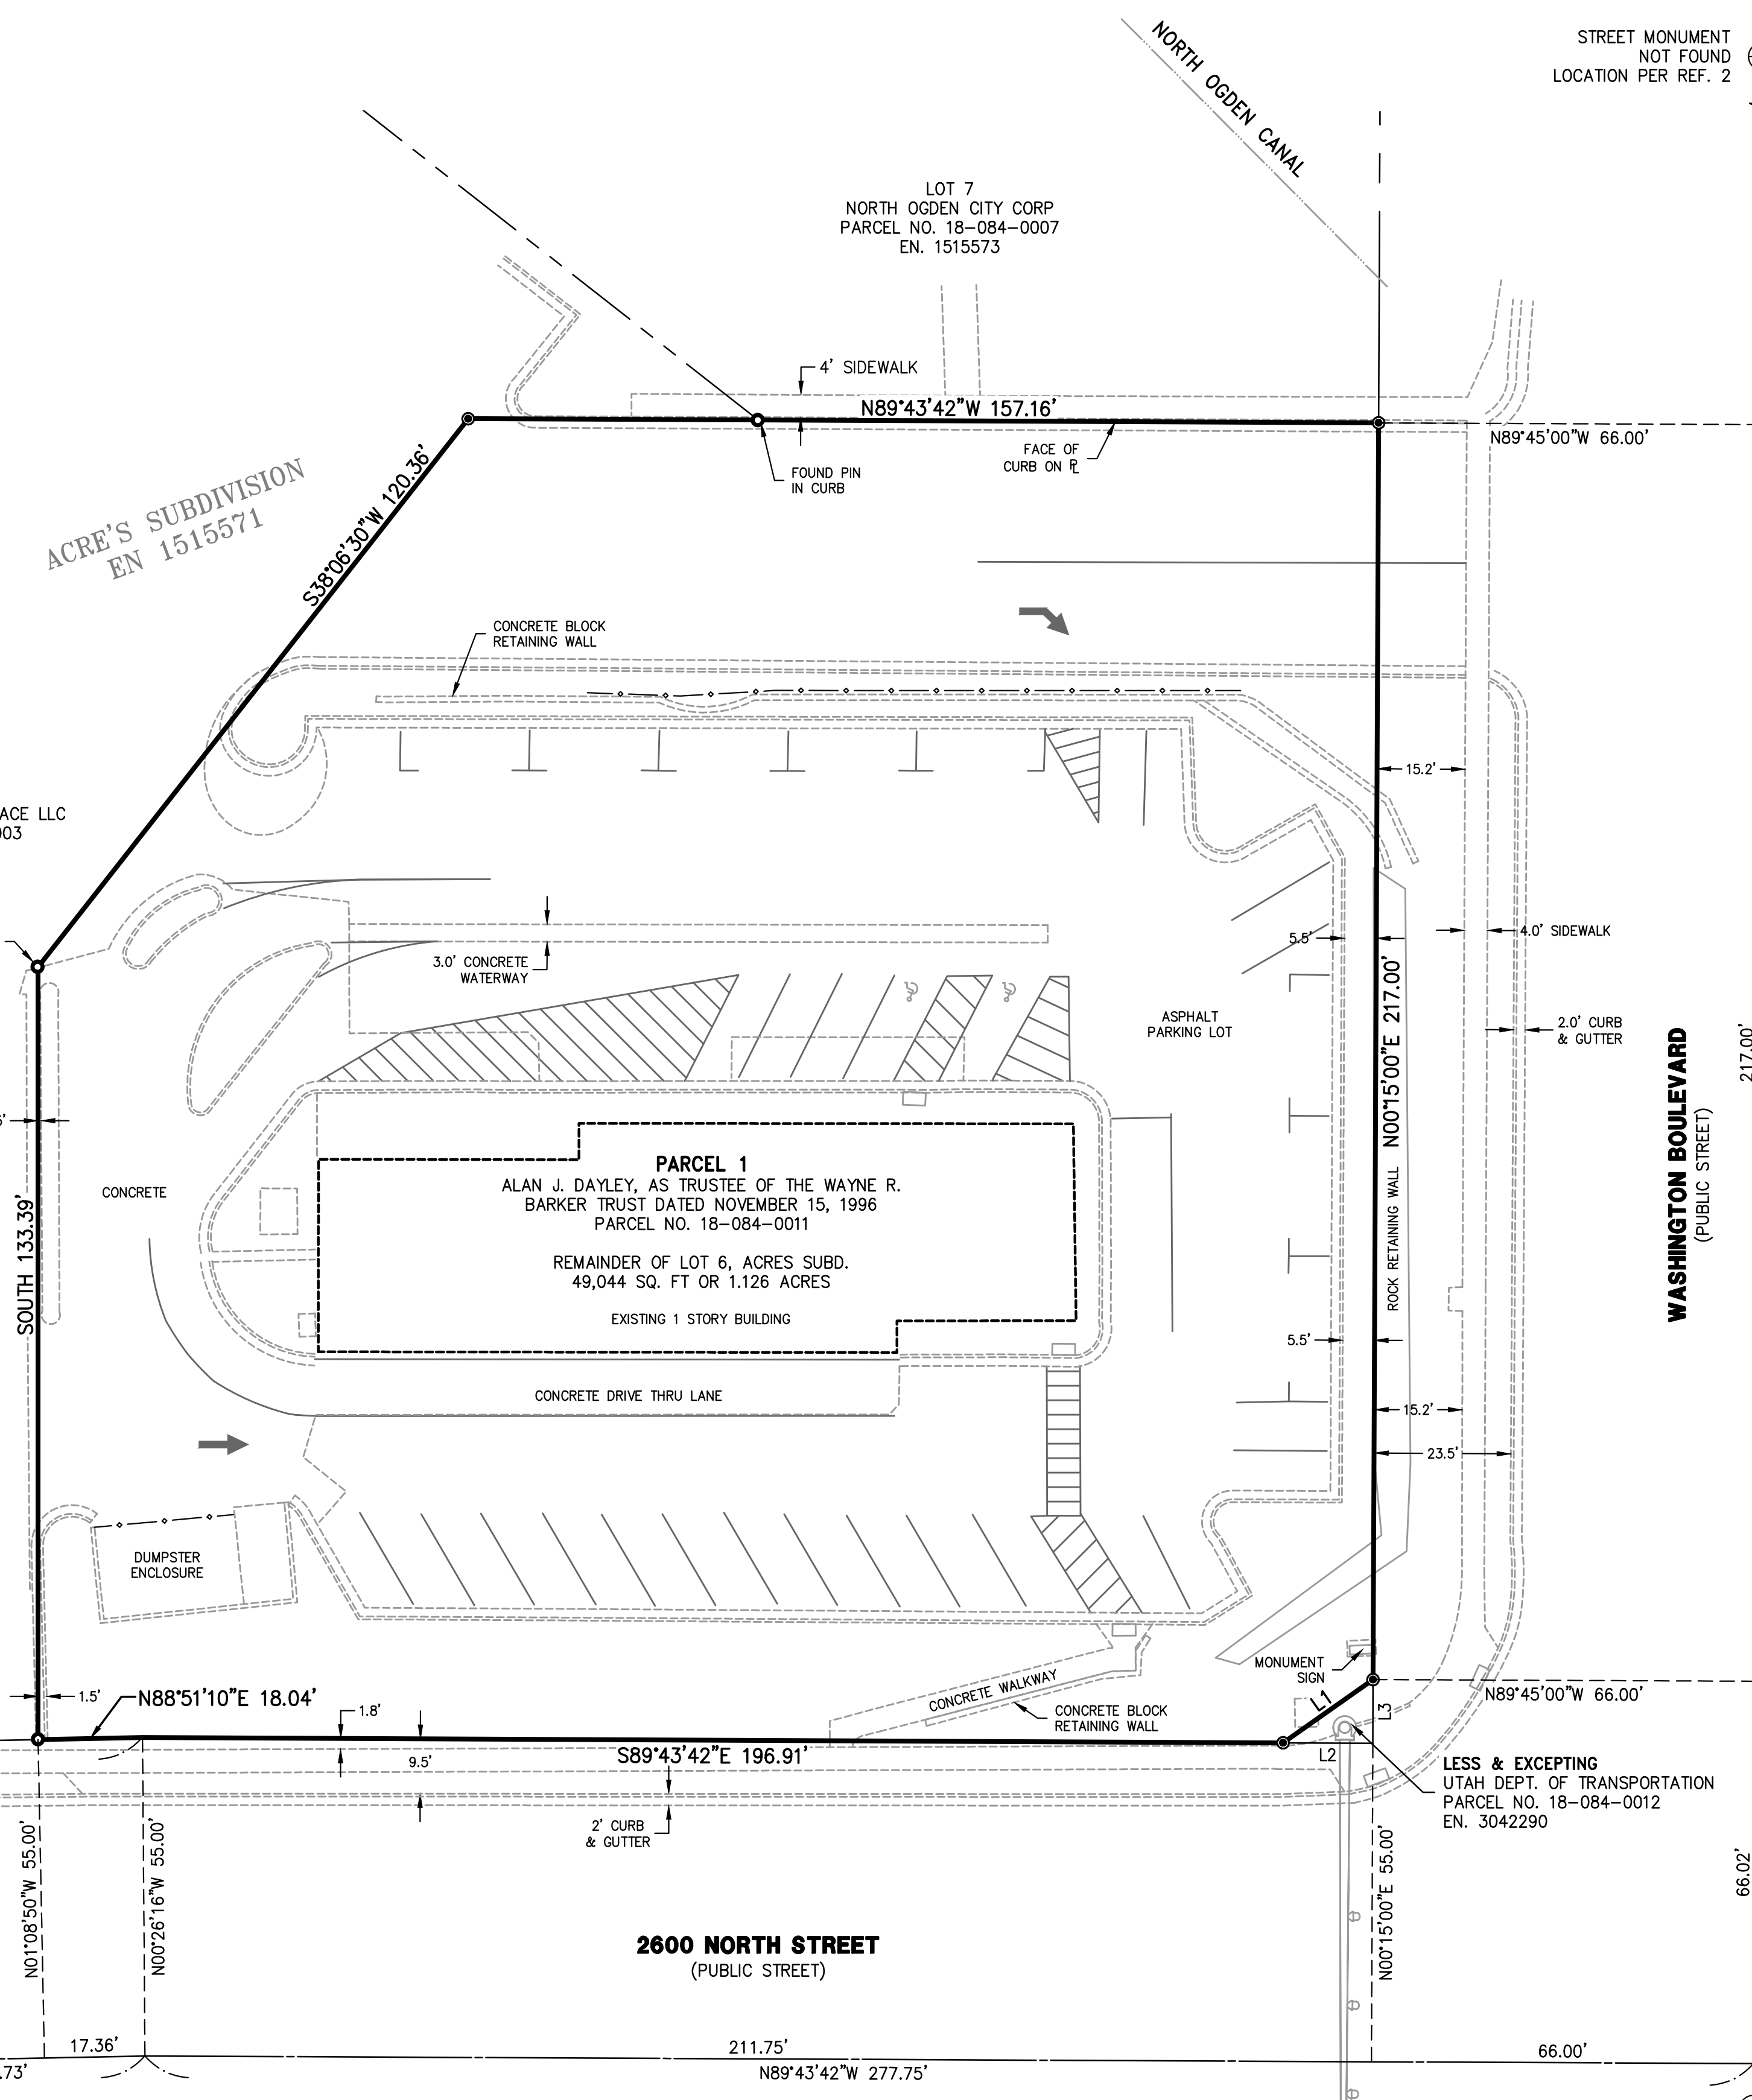 STREET MONUMENT
NOT FOUND
LOCATION PER REF. 2
NORTH OGDEN CANAL
LOT 7
NORTH OGDEN CITY CORP
PARCEL NO. 18-084-0007
EN. 1515573
4' SIDEWALK
N89°43'42"W 157.16'
N89°45'00"W 66.00'
FACE OF
CURB ON ℄
FOUND PIN
IN CURB
S38°06'30"W 120.36'
ACRE'S SUBDIVISION
EN 1515571
CONCRETE BLOCK
RETAINING WALL
15.2'
ACE LLC
003
4.0' SIDEWALK
5.5'
3.0' CONCRETE
WATERWAY
ASPHALT
PARKING LOT
N00°15'00"E 217.00'
2.0' CURB
& GUTTER
WASHINGTON BOULEVARD
(PUBLIC STREET)
217.00'
PARCEL 1
ALAN J. DAYLEY, AS TRUSTEE OF THE WAYNE R.
BARKER TRUST DATED NOVEMBER 15, 1996
PARCEL NO. 18-084-0011
REMAINDER OF LOT 6, ACRES SUBD.
49,044 SQ. FT OR 1.126 ACRES
EXISTING 1 STORY BUILDING
CONCRETE
SOUTH 133.39'
ROCK RETAINING WALL
5.5'
CONCRETE DRIVE THRU LANE
15.2'
23.5'
DUMPSTER
ENCLOSURE
MONUMENT
SIGN
CONCRETE WALKWAY
CONCRETE BLOCK
RETAINING WALL
L1
L3
L2
N89°45'00"W 66.00'
1.5'
N88°51'10"E 18.04'
1.8'
9.5'
S89°43'42"E 196.91'
LESS & EXCEPTING
UTAH DEPT. OF TRANSPORTATION
PARCEL NO. 18-084-0012
EN. 3042290
2' CURB
& GUTTER
N01°08'50"W 55.00'
N00°26'16"W 55.00'
N00°15'00"E 55.00'
66.02'
2600 NORTH STREET
(PUBLIC STREET)
17.36'
211.75'
66.00'
.73'
N89°43'42"W 277.75'